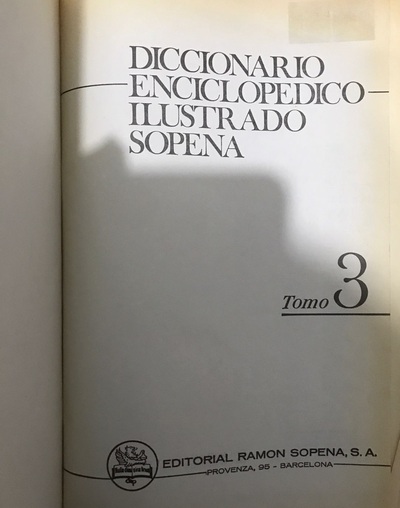 DICCIONARIO
ENCICLOPEDICO
ILUSTRADO
SOPENA
Tomo 3
EDITORIAL RAMON SOPENA, S. A.
PROVENZA, 95 - BARCELONA